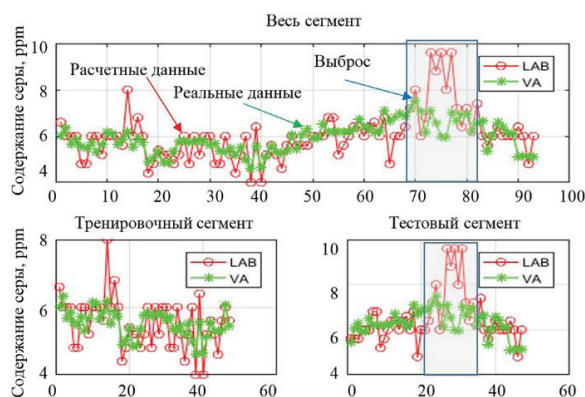 Весь сегмент
Содержание серы, ppm
10
8
6
4
Расчетные данные
Реальные данные
Выброс
LAB
VA
0 10 20 30 40 50 60 70 80 90 100
Тренировочный сегмент
Содержание серы, ppm
8
6
4
LAB
VA
0 20 40 60
Тестовый сегмент
10
8
6
4
LAB
VA
0 20 40 60